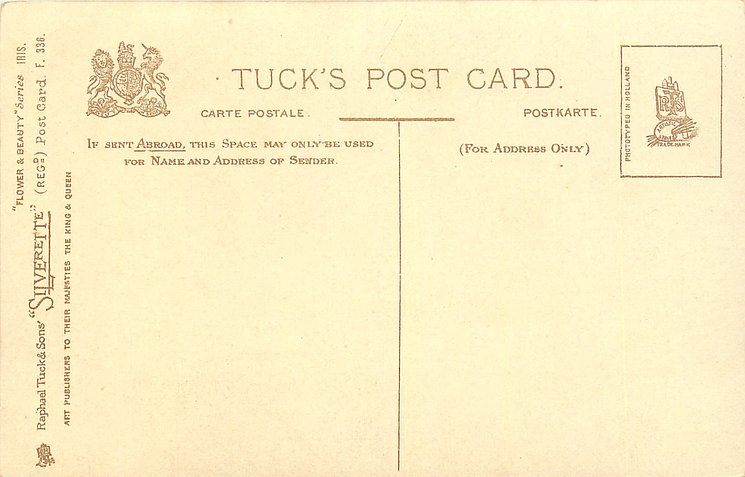 "FLOWER & BEAUTY" Series IRIS.
Raphael Tuck & Sons' "SILVERETTE" (REGD) Post Card. F. 336.
ART PUBLISHERS TO THEIR MAJESTIES THE KING & QUEEN
TUCK'S POST CARD.
CARTE POSTALE. POSTKARTE.
IF SENT ABROAD, THIS SPACE MAY ONLY BE USED
FOR NAME AND ADDRESS OF SENDER.
(FOR ADDRESS ONLY)
PHOTOTYPED IN HOLLAND
RTS
TRADE MARK